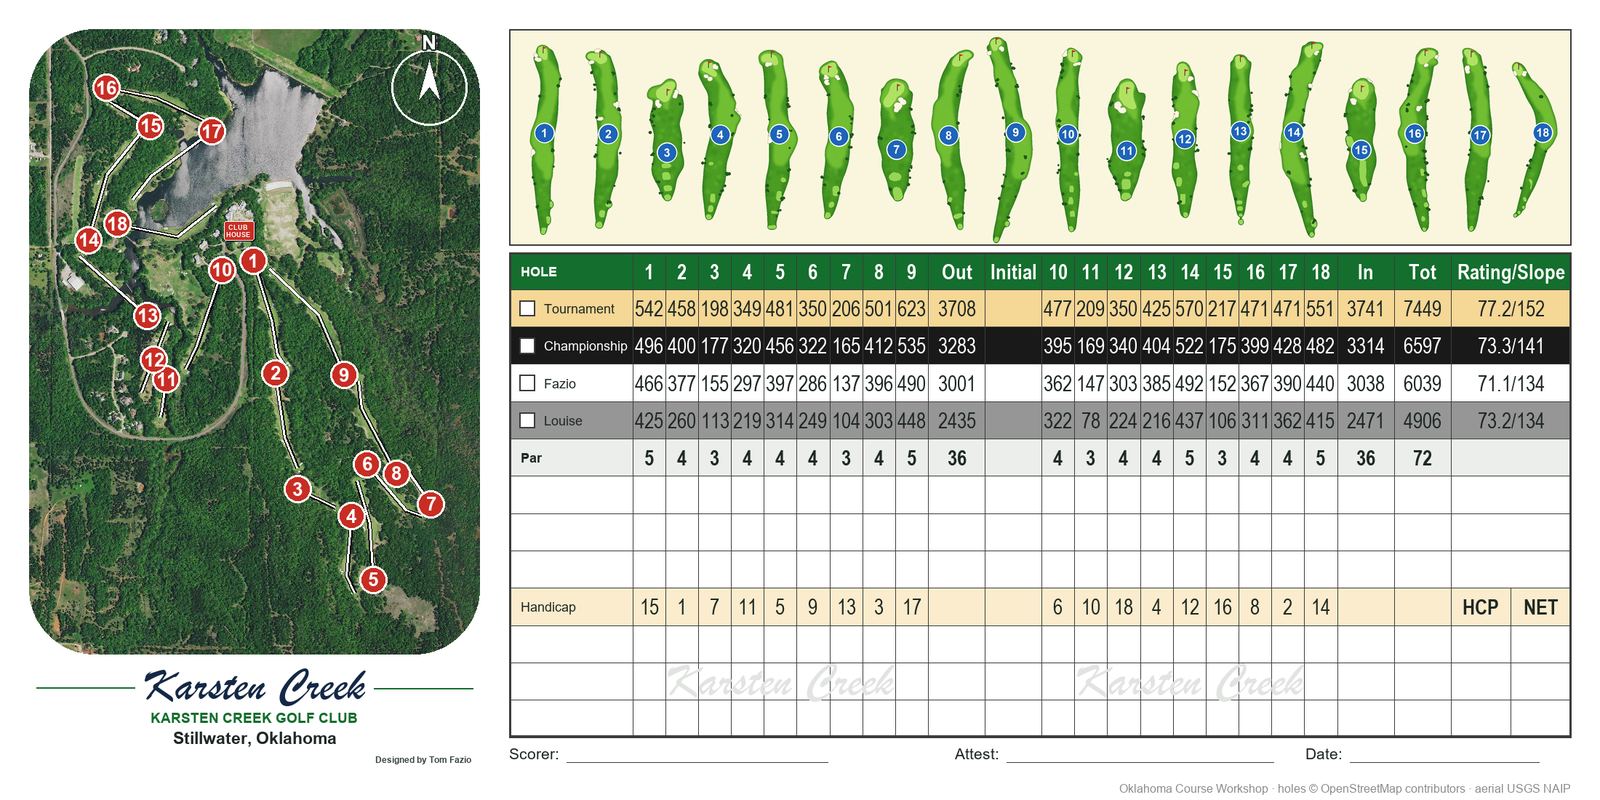 N
16
15
17
18
14
CLUB
HOUSE
10
1
13
12
11
2
9
6
8
3
7
4
5
Karsten Creek
KARSTEN CREEK GOLF CLUB
Stillwater, Oklahoma
Designed by Tom Fazio
1 2 3 4 5 6 7 8 9 10 11 12 13 14 15 16 17 18
HOLE 1 2 3 4 5 6 7 8 9 Out Initial 10 11 12 13 14 15 16 17 18 In Tot Rating/Slope
Tournament 542 458 198 349 481 350 206 501 623 3708 477 209 350 425 570 217 471 471 551 3741 7449 77.2/152
Championship 496 400 177 320 456 322 165 412 535 3283 395 169 340 404 522 175 399 428 482 3314 6597 73.3/141
Fazio 466 377 155 297 397 286 137 396 490 3001 362 147 303 385 492 152 367 390 440 3038 6039 71.1/134
Louise 425 260 113 219 314 249 104 303 448 2435 322 78 224 216 437 106 311 362 415 2471 4906 73.2/134
Par 5 4 3 4 4 4 3 4 5 36 4 3 4 4 5 3 4 4 5 36 72
Handicap 15 1 7 11 5 9 13 3 17 6 10 18 4 12 16 8 2 14 HCP NET
Karsten Creek Karsten Creek
Scorer: Attest: Date:
Oklahoma Course Workshop · holes © OpenStreetMap contributors · aerial USGS NAIP